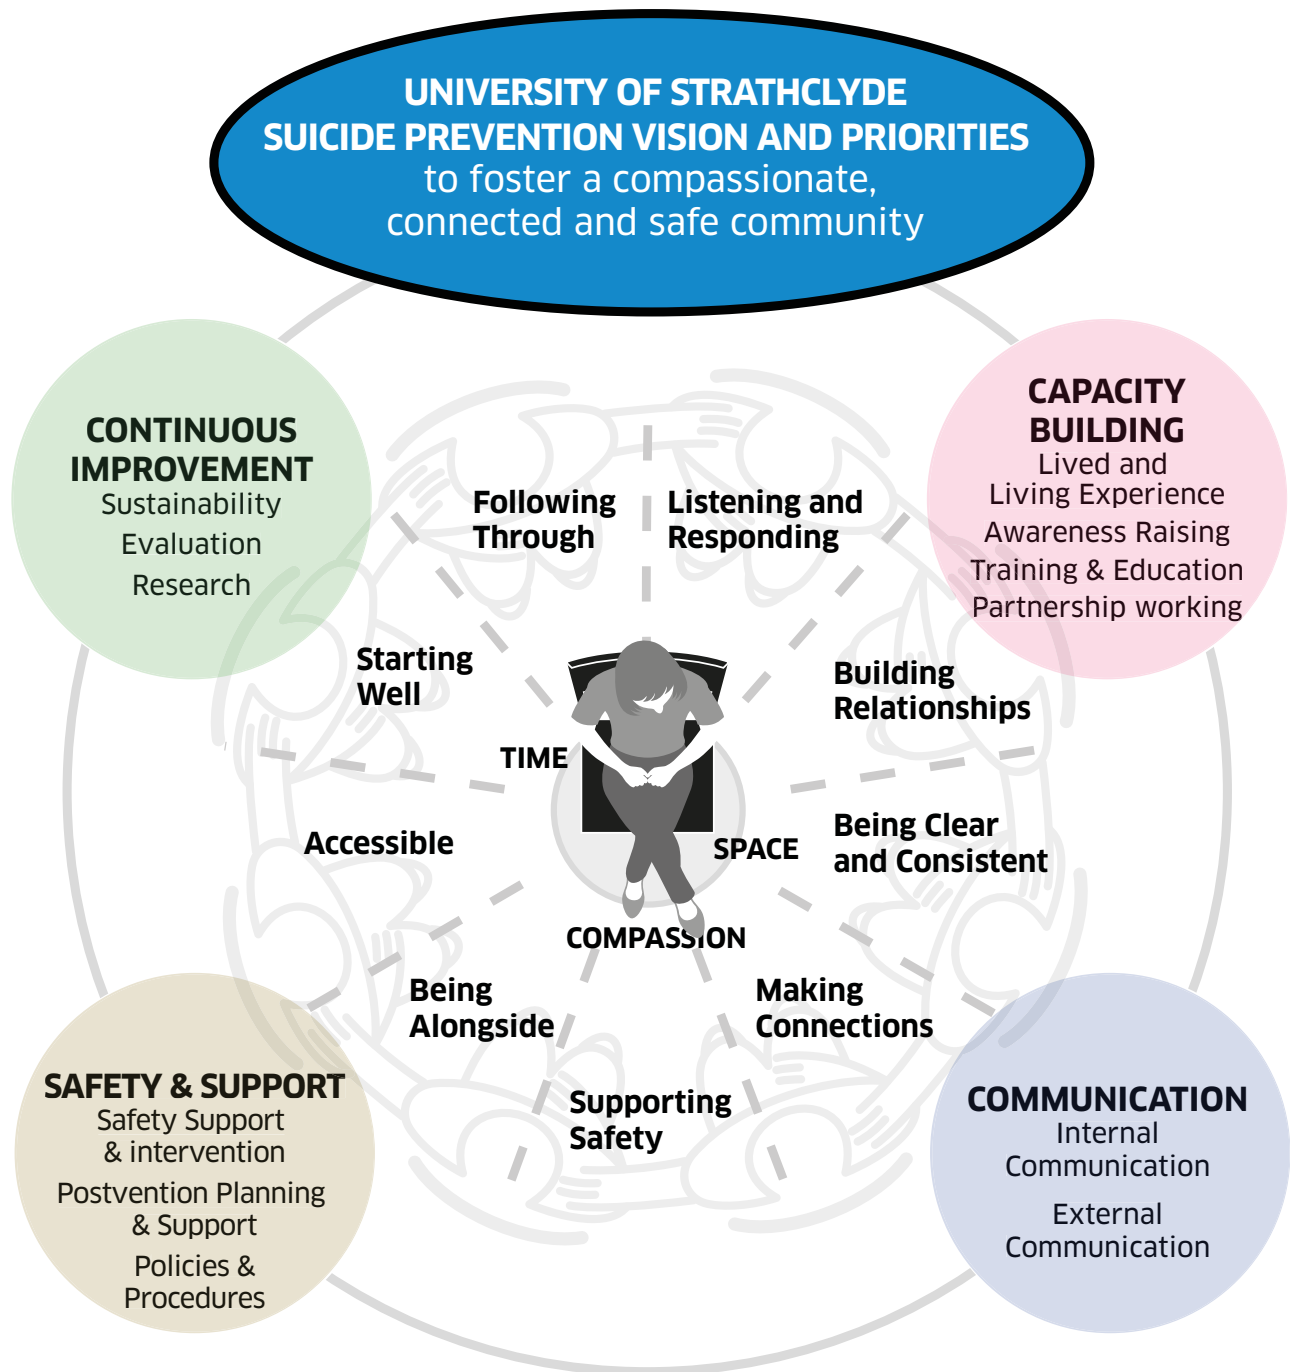 UNIVERSITY OF STRATHCLYDE
SUICIDE PREVENTION VISION AND PRIORITIES
to foster a compassionate,
connected and safe community
CONTINUOUS
IMPROVEMENT
Sustainability
Evaluation
Research
CAPACITY
BUILDING
Lived and
Living Experience
Awareness Raising
Training & Education
Partnership working
Following
Through
Listening and
Responding
Starting
Well
Building
Relationships
TIME
Accessible
SPACE
Being Clear
and Consistent
COMPASSION
Being
Alongside
Making
Connections
Supporting
Safety
SAFETY & SUPPORT
Safety Support
& intervention
Postvention Planning
& Support
Policies &
Procedures
COMMUNICATION
Internal
Communication
External
Communication